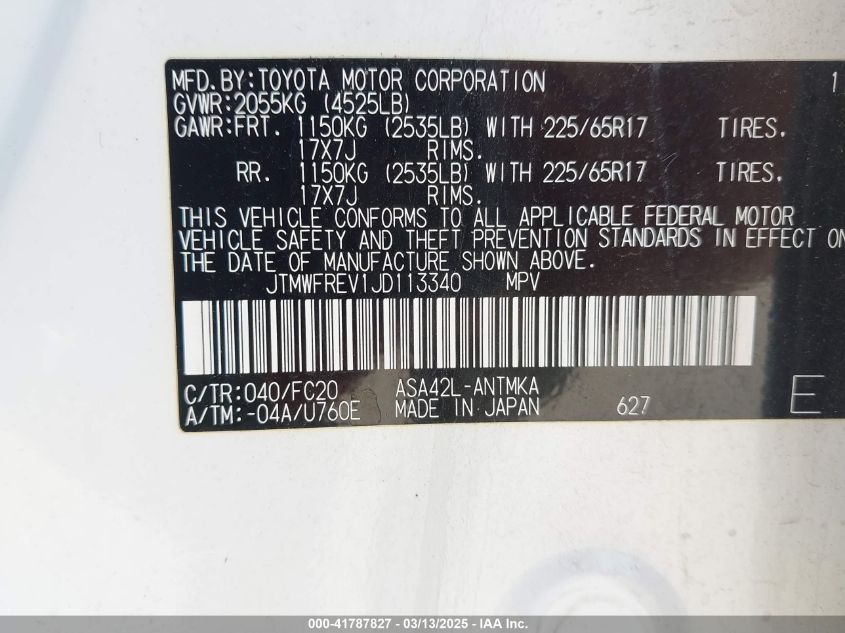 MFD.BY:TOYOTA MOTOR CORPORATION 1
GVWR:2055KG (4525LB)
GAWR:FRT. 1150KG (2535LB) WITH 225/65R17 TIRES.
17X7J RIMS.
RR. 1150KG (2535LB) WITH 225/65R17 TIRES.
17X7J RIMS.
THIS VEHICLE CONFORMS TO ALL APPLICABLE FEDERAL MOTOR
VEHICLE SAFETY AND THEFT PREVENTION STANDARDS IN EFFECT ON
THE DATE OF MANUFACTURE SHOWN ABOVE.
JTMWFREV1JD113340 MPV
C/TR:040/FC20 ASA42L-ANTMKA
A/TM:-04A/U760E MADE IN JAPAN 627 E
000-41787827 - 03/13/2025 - IAA Inc.